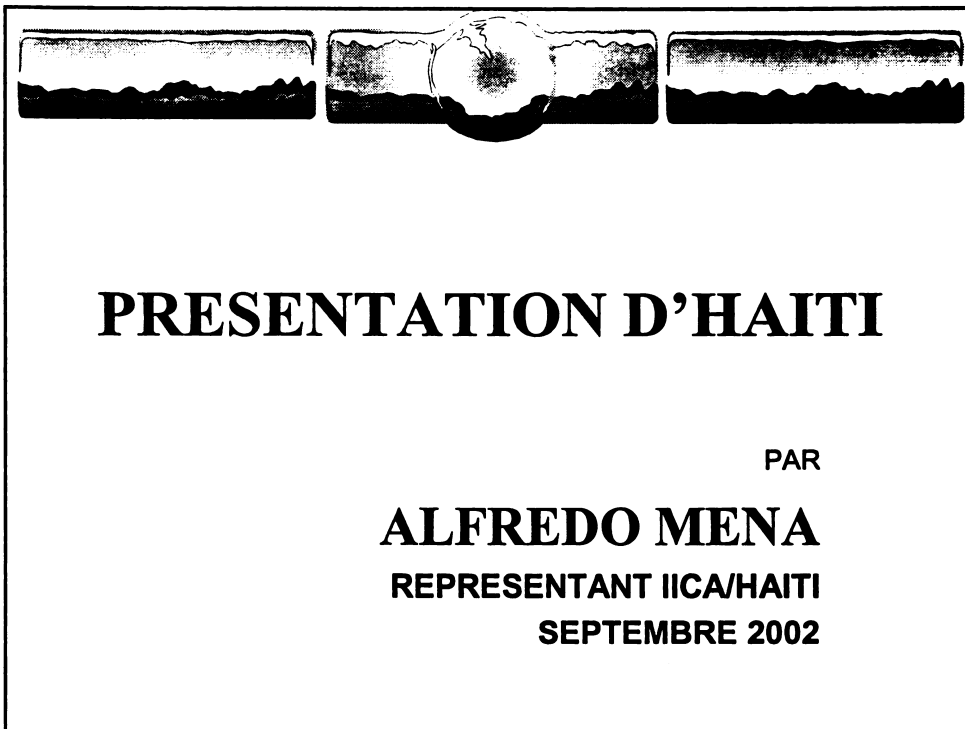 PRESENTATION D’HAITI
PAR
ALFREDO MENA
REPRESENTANT IICA/HAITI
SEPTEMBRE 2002